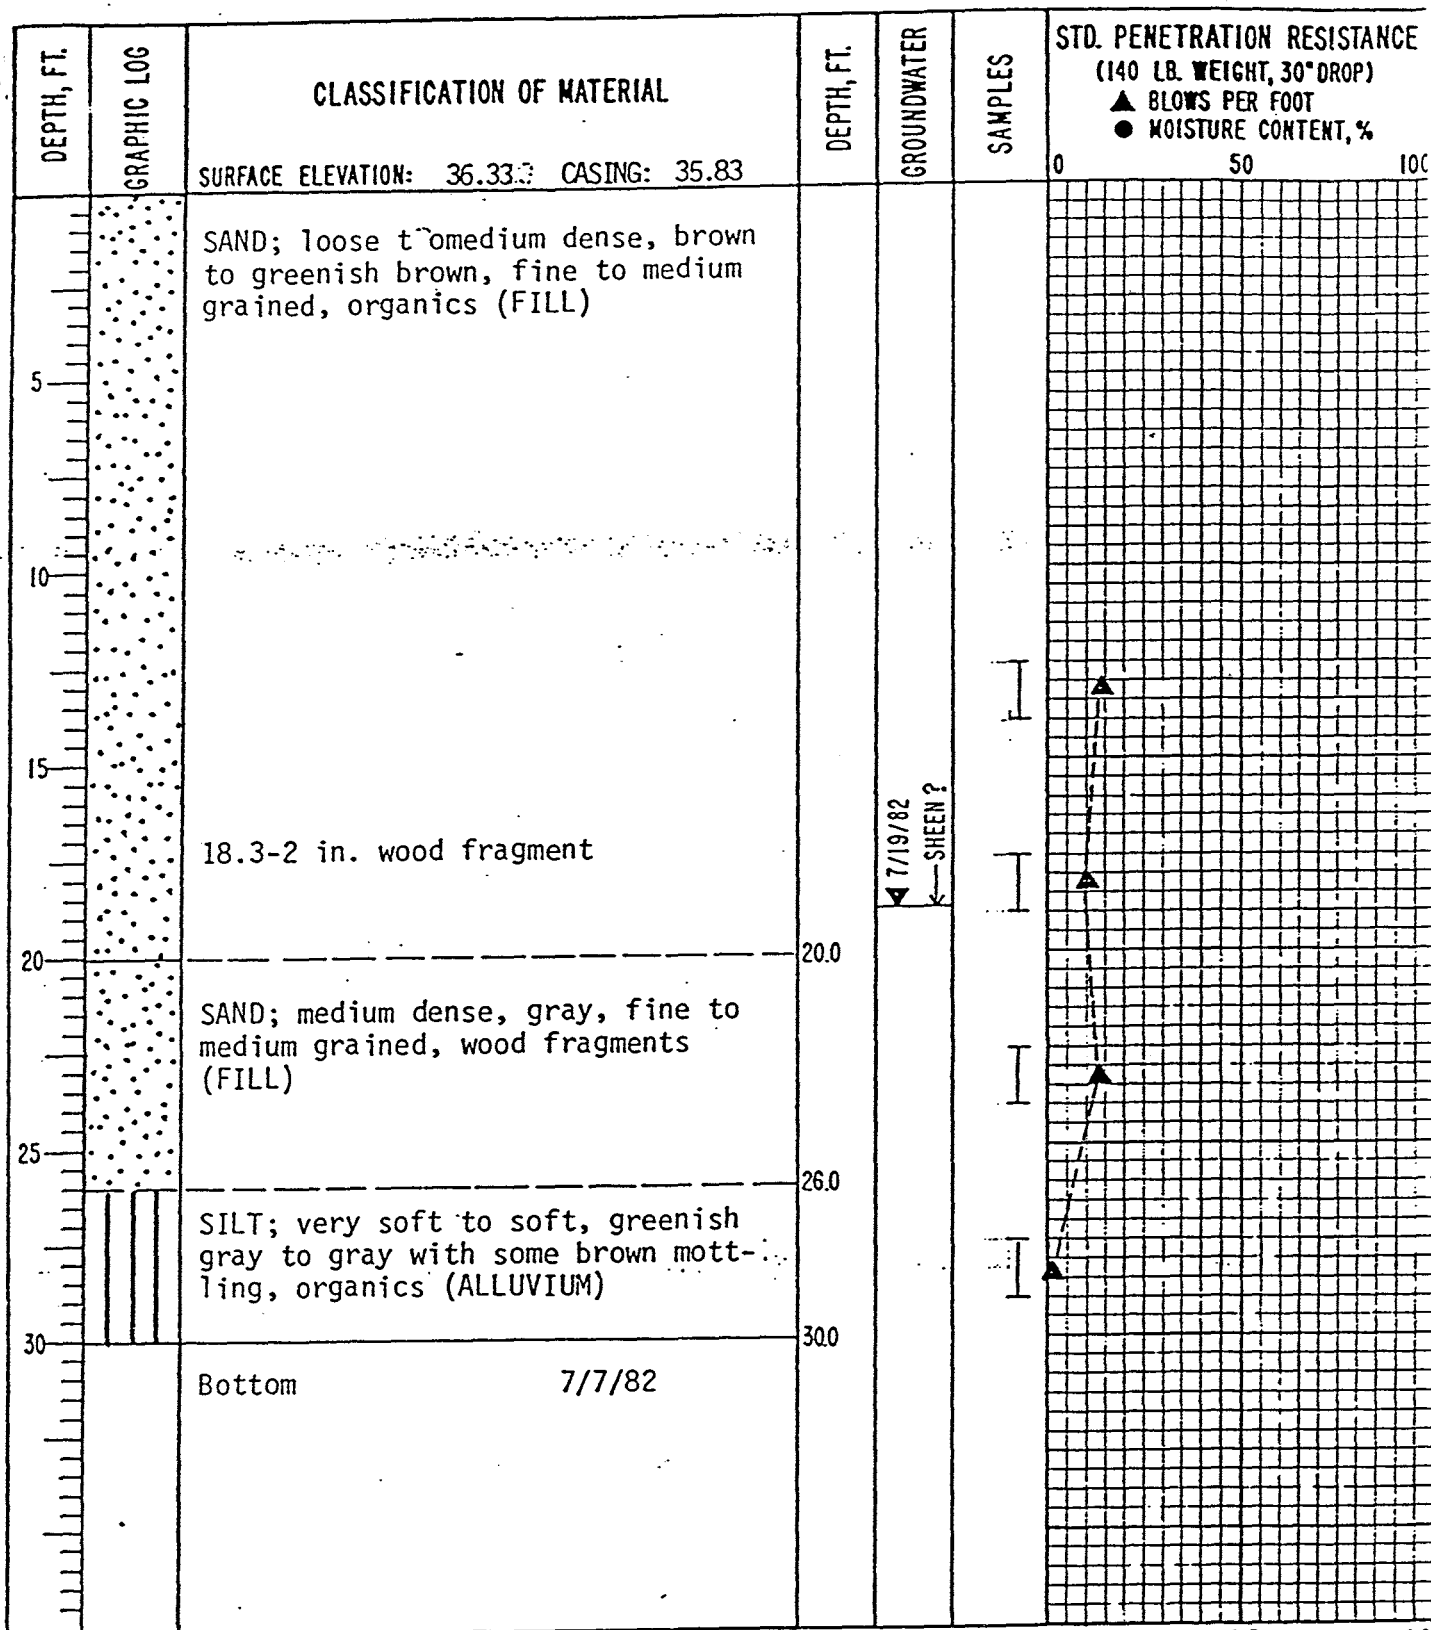 DEPTH, FT.
GRAPHIC LOG
CLASSIFICATION OF MATERIAL
SURFACE ELEVATION: 36.33 CASING: 35.83
DEPTH, FT.
GROUNDWATER
SAMPLES
STD. PENETRATION RESISTANCE
(140 LB. WEIGHT, 30" DROP)
▲ BLOWS PER FOOT
● MOISTURE CONTENT, %
0 50 100
SAND; loose tomedium dense, brown
to greenish brown, fine to medium
grained, organics (FILL)
5
10
15
18.3-2 in. wood fragment
7/19/82
SHEEN ?
20
20.0
SAND; medium dense, gray, fine to
medium grained, wood fragments
(FILL)
25
26.0
SILT; very soft to soft, greenish
gray to gray with some brown mott-
ling, organics (ALLUVIUM)
30
30.0
Bottom 7/7/82